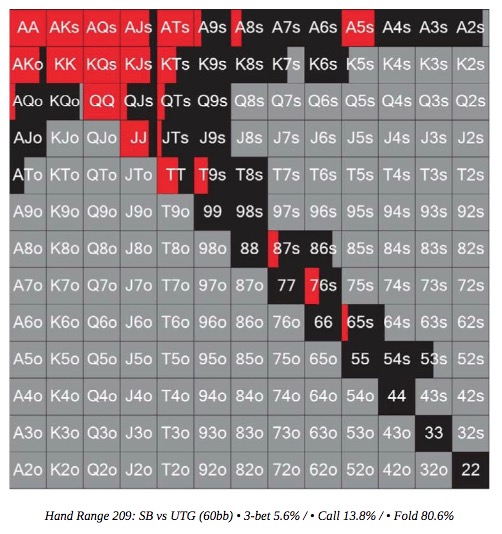 AA AKs AQs AJs ATs A9s A8s A7s A6s A5s A4s A3s A2s
AKo KK KQs KJs KTs K9s K8s K7s K6s K5s K4s K3s K2s
AQo KQo QQ QJs QTs Q9s Q8s Q7s Q6s Q5s Q4s Q3s Q2s
AJo KJo QJo JJ JTs J9s J8s J7s J6s J5s J4s J3s J2s
ATo KTo QTo JTo TT T9s T8s T7s T6s T5s T4s T3s T2s
A9o K9o Q9o J9o T9o 99 98s 97s 96s 95s 94s 93s 92s
A8o K8o Q8o J8o T8o 98o 88 87s 86s 85s 84s 83s 82s
A7o K7o Q7o J7o T7o 97o 87o 77 76s 75s 74s 73s 72s
A6o K6o Q6o J6o T6o 96o 86o 76o 66 65s 64s 63s 62s
A5o K5o Q5o J5o T5o 95o 85o 75o 65o 55 54s 53s 52s
A4o K4o Q4o J4o T4o 94o 84o 74o 64o 54o 44 43s 42s
A3o K3o Q3o J3o T3o 93o 83o 73o 63o 53o 43o 33 32s
A2o K2o Q2o J2o T2o 92o 82o 72o 62o 52o 42o 32o 22
Hand Range 209: SB vs UTG (60bb) • 3-bet 5.6% / • Call 13.8% / • Fold 80.6%